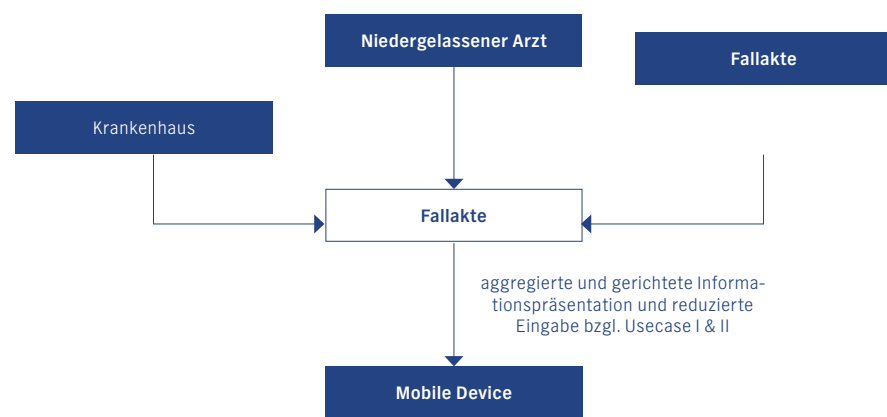 Niedergelassener Arzt
Fallakte
Krankenhaus
Fallakte
aggregierte und gerichtete Informa-
tionspräsentation und reduzierte
Eingabe bzgl. Usecase I & II
Mobile Device